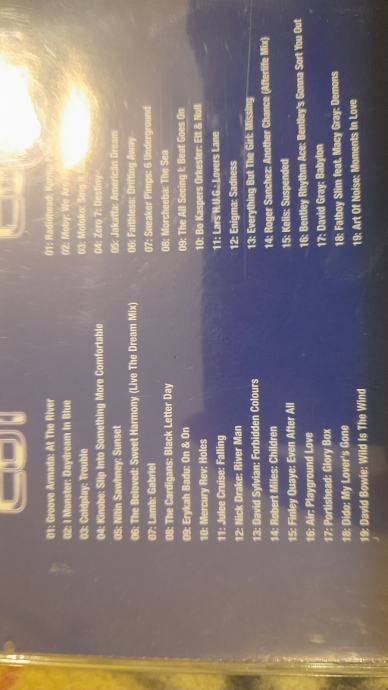 01: Groove Armada: At The River
02: I Monster: Daydream In Blue
03: Coldplay: Trouble
04: Kinobe: Slip Into Something More Comfortable
05: Nitin Sawhney: Sunset
06: The Beloved: Sweet Harmony (Live The Dream Mix)
07: Lamb: Gabriel
08: The Cardigans: Black Letter Day
09: Erykah Badu: On & On
10: Mercury Rev: Holes
11: Julee Cruise: Falling
12: Nick Drake: River Man
13: David Sylvian: Forbidden Colours
14: Robert Miles: Children
15: Finley Quaye: Even After All
16: Air: Playground Love
17: Portishead: Glory Box
18: Dido: My Lover's Gone
19: David Bowie: Wild Is The Wind
01: Radiohead:
02: Moby: We Are
03: Moloko: Sing
04: Zero 7: Destiny
05: Jakatta: American Dream
06: Faithless: Drifting Away
07: Sneaker Pimps: 6 Underground
08: Morcheeba: The Sea
09: The All Seeing I: Beat Goes On
10: Bo Kaspers Orkester: Ett & Noll
11: Lars H.U.G.: Lovers Lane
12: Enigma: Sadness
13: Everything But The Girl: Missing
14: Roger Sanchez: Another Chance (Afterlife Mix)
15: Kelis: Suspended
16: Bentley Rhythm Ace: Bentley's Gonna Sort You Out
17: David Gray: Babylon
18: Fatboy Slim feat. Macy Gray: Demons
19: Art Of Noise: Moments In Love